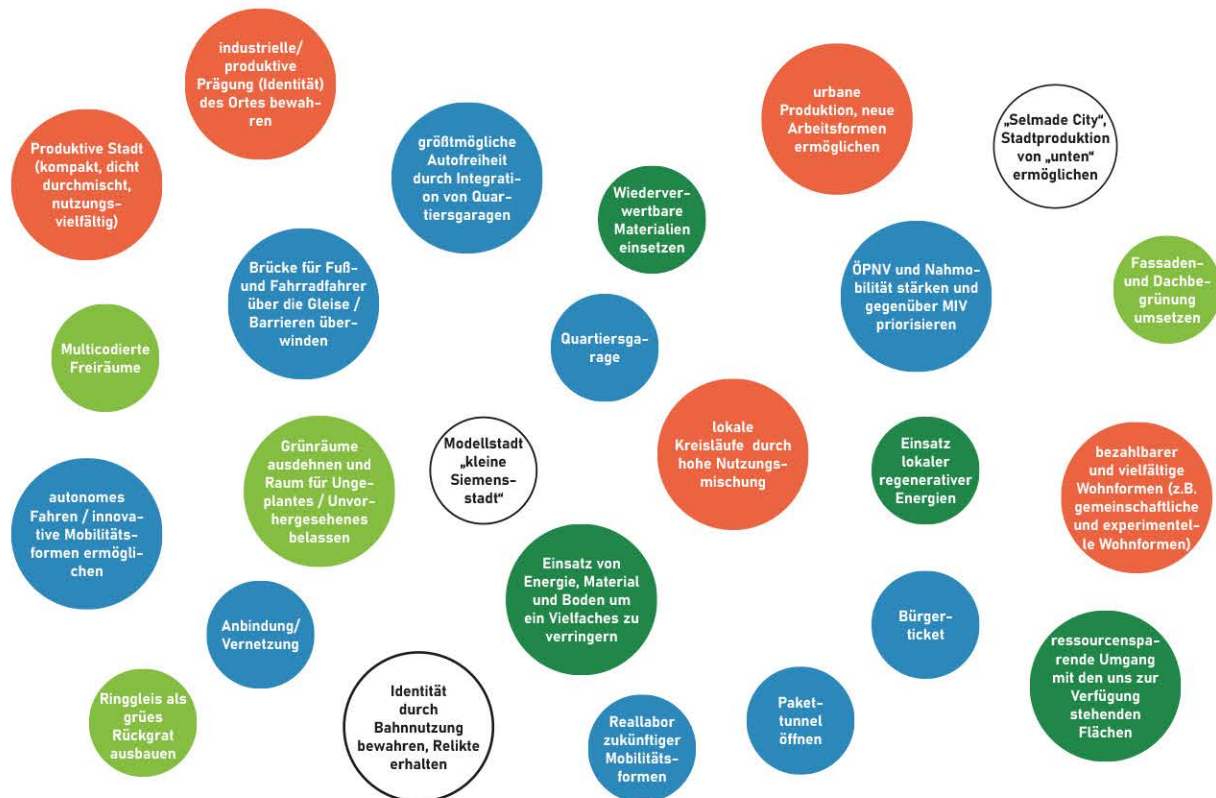 industrielle/
produktive
Prägung (Identität)
des Ortes bewah-
ren
urbane
Produktion, neue
Arbeitsformen
ermöglichen
„Selmade City“,
Stadtproduktion
von „unten“
ermöglichen
Produktive Stadt
(kompakt, dicht
durchmischt,
nutzungs-
vielfältig)
größtmögliche
Autofreiheit
durch Integrati-
on von Quar-
tiersgaragen
Wiederver-
wertbare
Materialien
einsetzen
Brücke für Fuß-
und Fahrradfahrer
über die Gleise /
Barrieren über-
winden
ÖPNV und Nahmo-
bilität stärken und
gegenüber MIV
priorisieren
Fassaden-
und Dachbe-
grünung
umsetzen
Multicodierte
Freiräume
Quartiersga-
rage
Grünräume
ausdehnen und
Raum für Unge-
plantes / Unvor-
hergesehenes
belassen
Modellstadt
„kleine
Siemens-
stadt“
lokale
Kreisläufe durch
hohe Nutzungs-
mischung
Einsatz
lokaler
regenerativer
Energien
bezahlbarer
und vielfältige
Wohnformen (z.B.
gemeinschaftliche
und experimentel-
le Wohnformen)
autonomes
Fahren / innova-
tive Mobilitäts-
formen ermögli-
chen
Einsatz von
Energie, Material
und Boden um
ein Vielfaches zu
verringern
Anbindung/
Vernetzung
Bürger-
ticket
ressourcenspa-
rende Umgang
mit den uns zur
Verfügung
stehenden
Flächen
Ringgleis als
grües
Rückgrat
ausbauen
Identität
durch
Bahnnutzung
bewahren, Relikte
erhalten
Reallabor
zukünftiger
Mobilitäts-
formen
Paket-
tunnel
öffnen